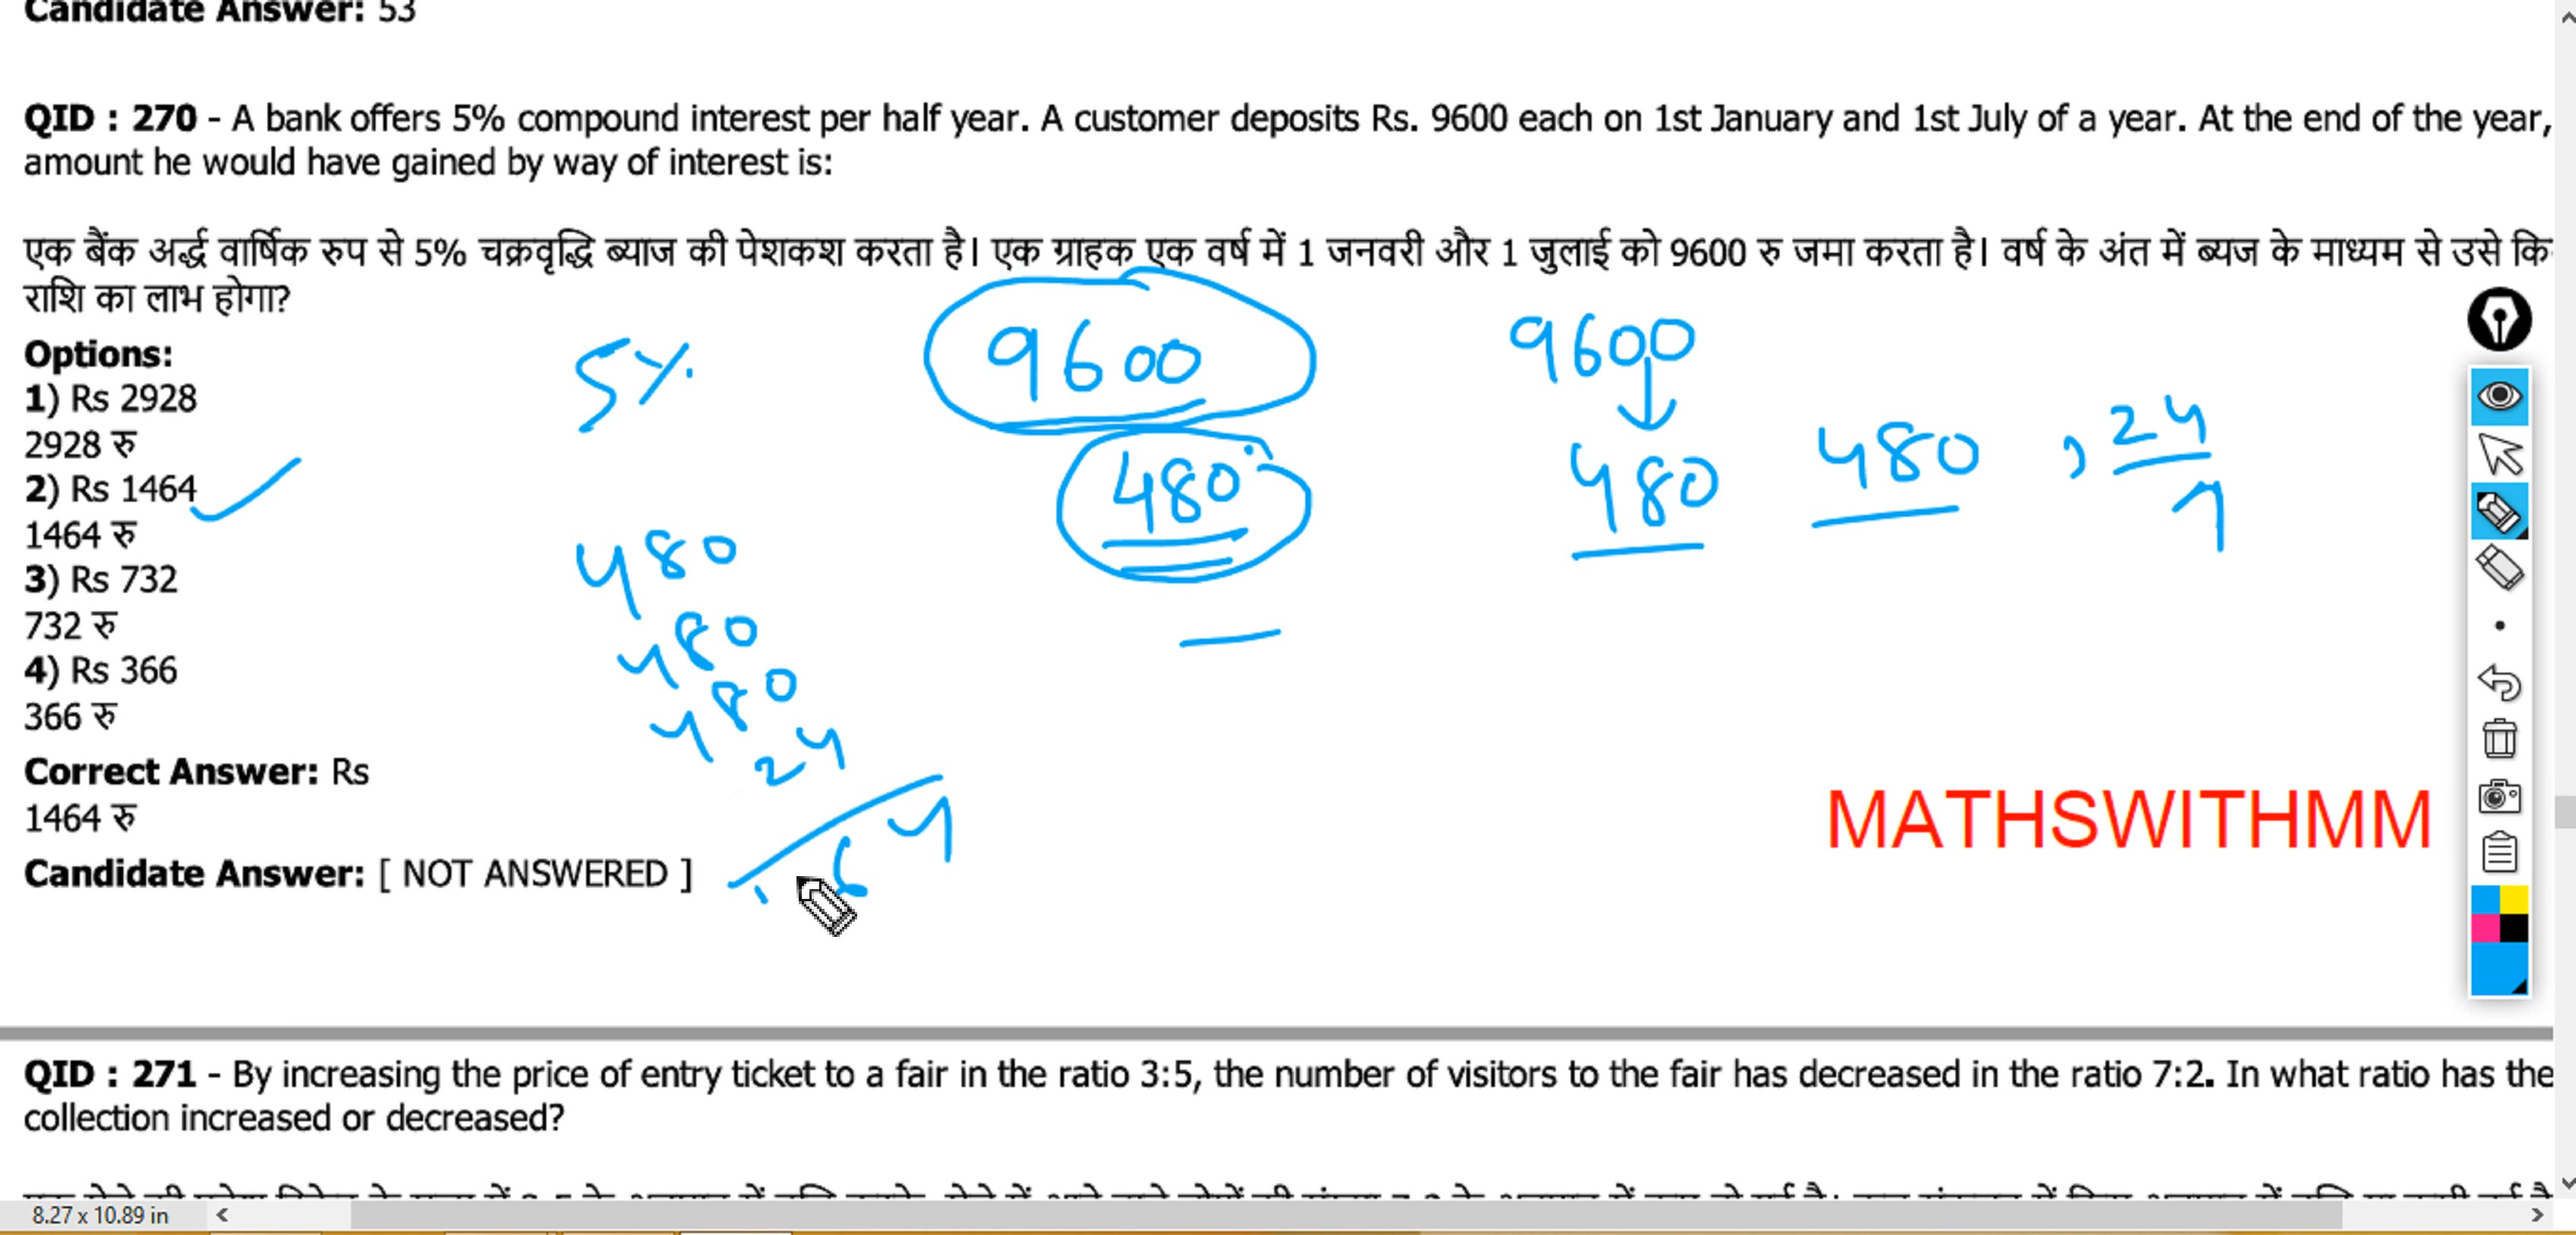 Candidate Answer: 53
QID : 270 - A bank offers 5% compound interest per half year. A customer deposits Rs. 9600 each on 1st January and 1st July of a year. At the end of the year,
amount he would have gained by way of interest is:
एक बैंक अर्द्ध वार्षिक रुप से 5% चक्रवृद्धि ब्याज की पेशकश करता है। एक ग्राहक एक वर्ष में 1 जनवरी और 1 जुलाई को 9600 रु जमा करता है। वर्ष के अंत में ब्यज के माध्यम से उसे कि
राशि का लाभ होगा?
Options:
1) Rs 2928
2928 रु
2) Rs 1464
1464 रु
3) Rs 732
732 रु
4) Rs 366
366 रु
Correct Answer: Rs
1464 रु
Candidate Answer: [ NOT ANSWERED ]
5%
9600
480
9600
480
480 , 24
480
480
480
24
64
MATHSWITHMM
QID : 271 - By increasing the price of entry ticket to a fair in the ratio 3:5, the number of visitors to the fair has decreased in the ratio 7:2. In what ratio has the
collection increased or decreased?
8.27 x 10.89 in